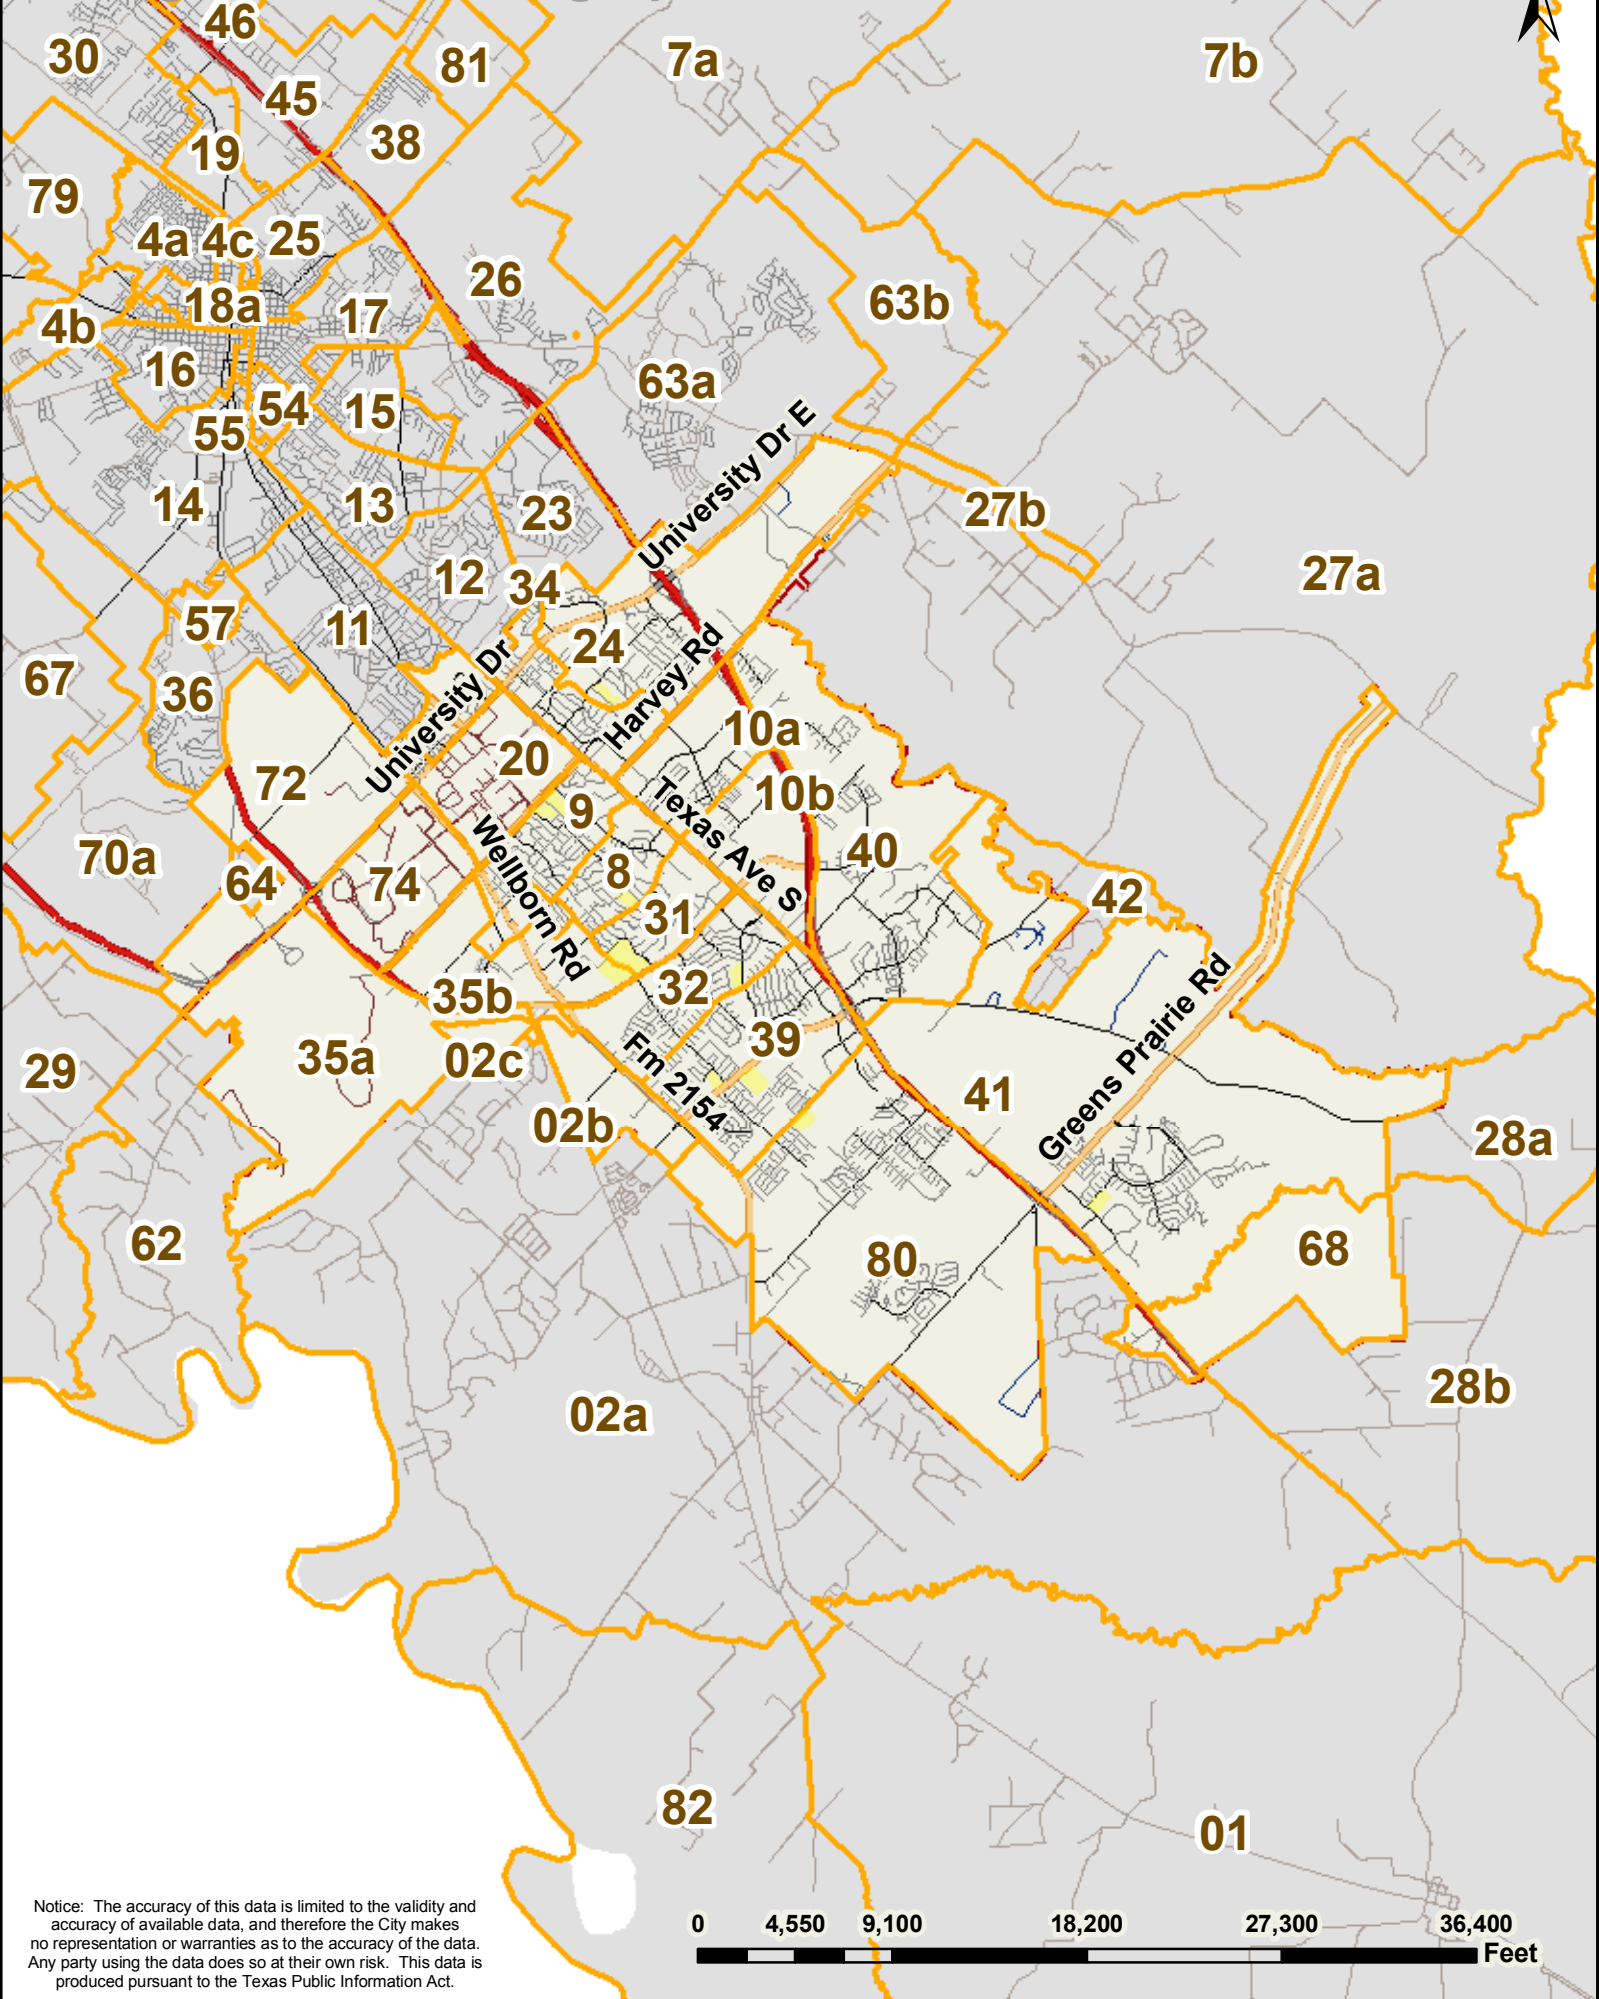 46
30
81
7a
7b
45
38
19
79
4a
4c
25
26
63b
18a
17
4b
16
63a
54
15
55
University Dr E
14
13
23
27b
12
34
27a
57
11
24
67
36
University Dr
Harvey Rd
10a
20
72
10b
9
Texas Ave S
70a
8
40
64
74
Wellborn Rd
42
31
32
35b
Greens Prairie Rd
35a
39
02c
29
Fm 2154
41
02b
28a
62
80
68
28b
02a
82
01
Notice: The accuracy of this data is limited to the validity and
accuracy of available data, and therefore the City makes
no representation or warranties as to the accuracy of the data.
Any party using the data does so at their own risk. This data is
produced pursuant to the Texas Public Information Act.
0 4,550 9,100 18,200 27,300 36,400
Feet